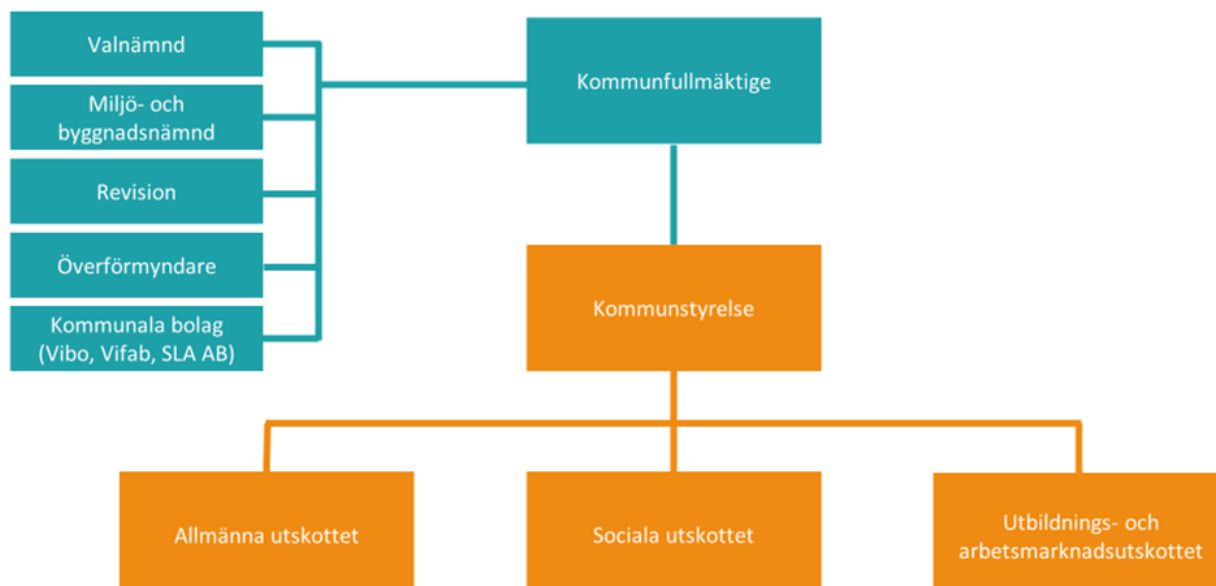 Valnämnd
Miljö- och
byggnadsnämnd
Revision
Överförmyndare
Kommunala bolag
(Vibo, Vifab, SLA AB)
Kommunfullmäktige
Kommunstyrelse
Allmänna utskottet
Sociala utskottet
Utbildnings- och
arbetsmarknadsutskottet